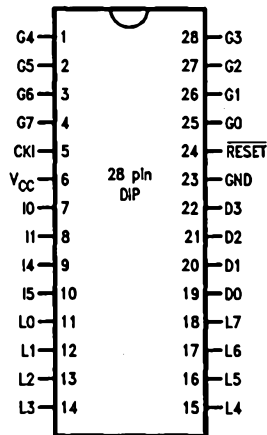 G4 1 28 G3
G5 2 27 G2
G6 3 26 G1
G7 4 25 G0
CKI 5 24 RESET
VCC 6 28 pin 23 GND
DIP
I0 7 22 D3
I1 8 21 D2
I4 9 20 D1
I5 10 19 D0
L0 11 18 L7
L1 12 17 L6
L2 13 16 L5
L3 14 15 L4